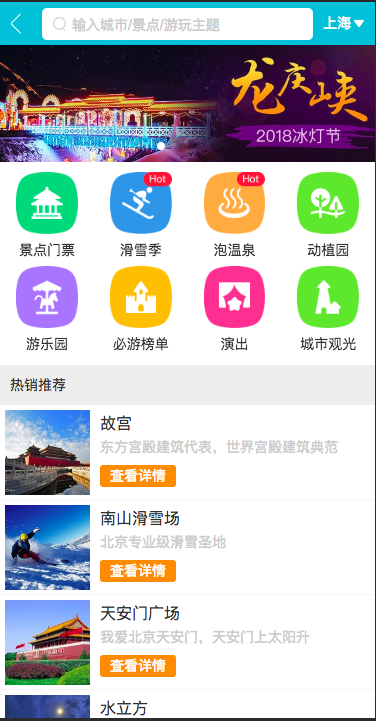 输入城市/景点/游玩主题
上海
龙庆峡
2018冰灯节
Hot
Hot
景点门票
滑雪季
泡温泉
动植园
游乐园
必游榜单
演出
城市观光
热销推荐
故宫
东方宫殿建筑代表，世界宫殿建筑典范
查看详情
南山滑雪场
北京专业级滑雪圣地
查看详情
天安门广场
我爱北京天安门，天安门上太阳升
查看详情
水立方